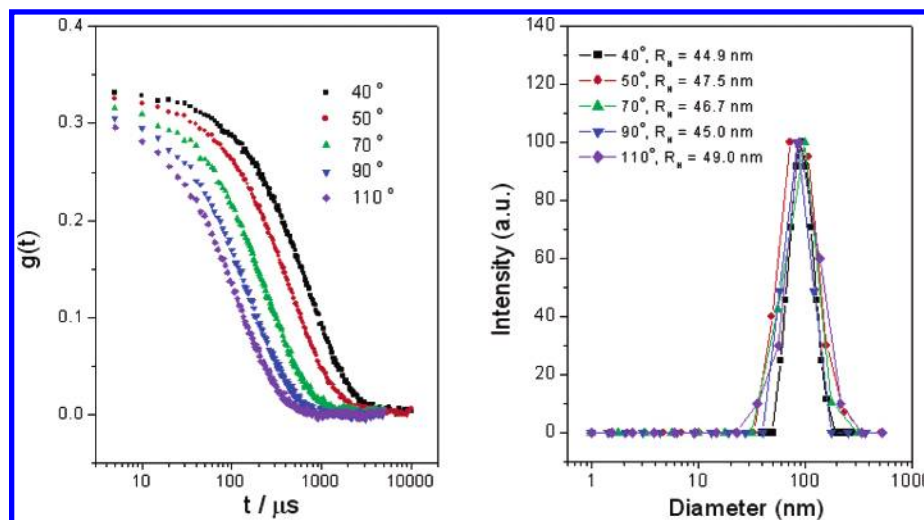 0.4
0.3
0.2
0.1
0.0
g(t)
10
100
1000
10000
t / μs
40 °
50 °
70 °
90 °
110 °
140
120
100
80
60
40
20
0
Intensity (a.u.)
1
10
100
1000
Diameter (nm)
40°, R_H = 44.9 nm
50°, R_H = 47.5 nm
70°, R_H = 46.7 nm
90°, R_H = 45.0 nm
110°, R_H = 49.0 nm